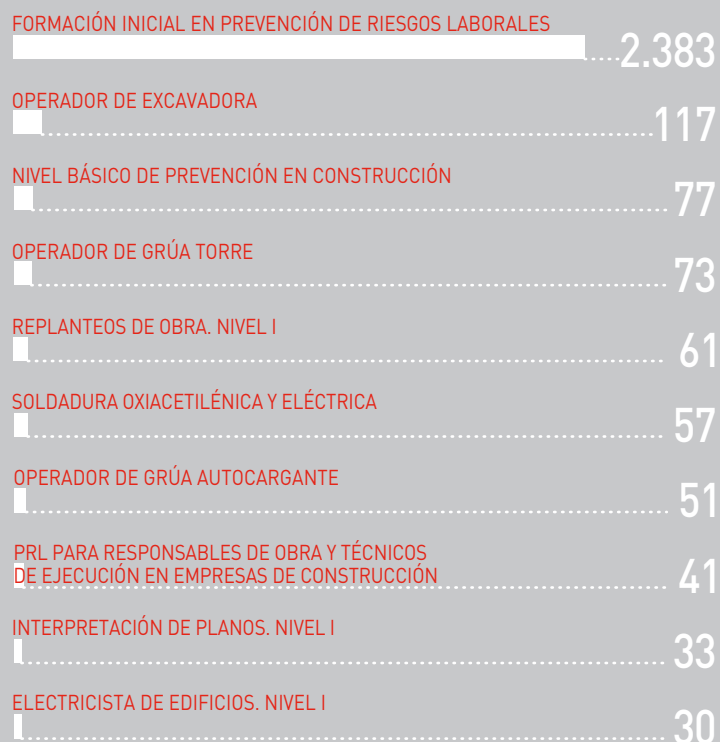 FORMACIÓN INICIAL EN PREVENCIÓN DE RIESGOS LABORALES
2.383
OPERADOR DE EXCAVADORA
117
NIVEL BÁSICO DE PREVENCIÓN EN CONSTRUCCIÓN
77
OPERADOR DE GRÚA TORRE
73
REPLANTEOS DE OBRA. NIVEL I
61
SOLDADURA OXIACETILÉNICA Y ELÉCTRICA
57
OPERADOR DE GRÚA AUTOCARGANTE
51
PRL PARA RESPONSABLES DE OBRA Y TÉCNICOS
DE EJECUCIÓN EN EMPRESAS DE CONSTRUCCIÓN
41
INTERPRETACIÓN DE PLANOS. NIVEL I
33
ELECTRICISTA DE EDIFICIOS. NIVEL I
30